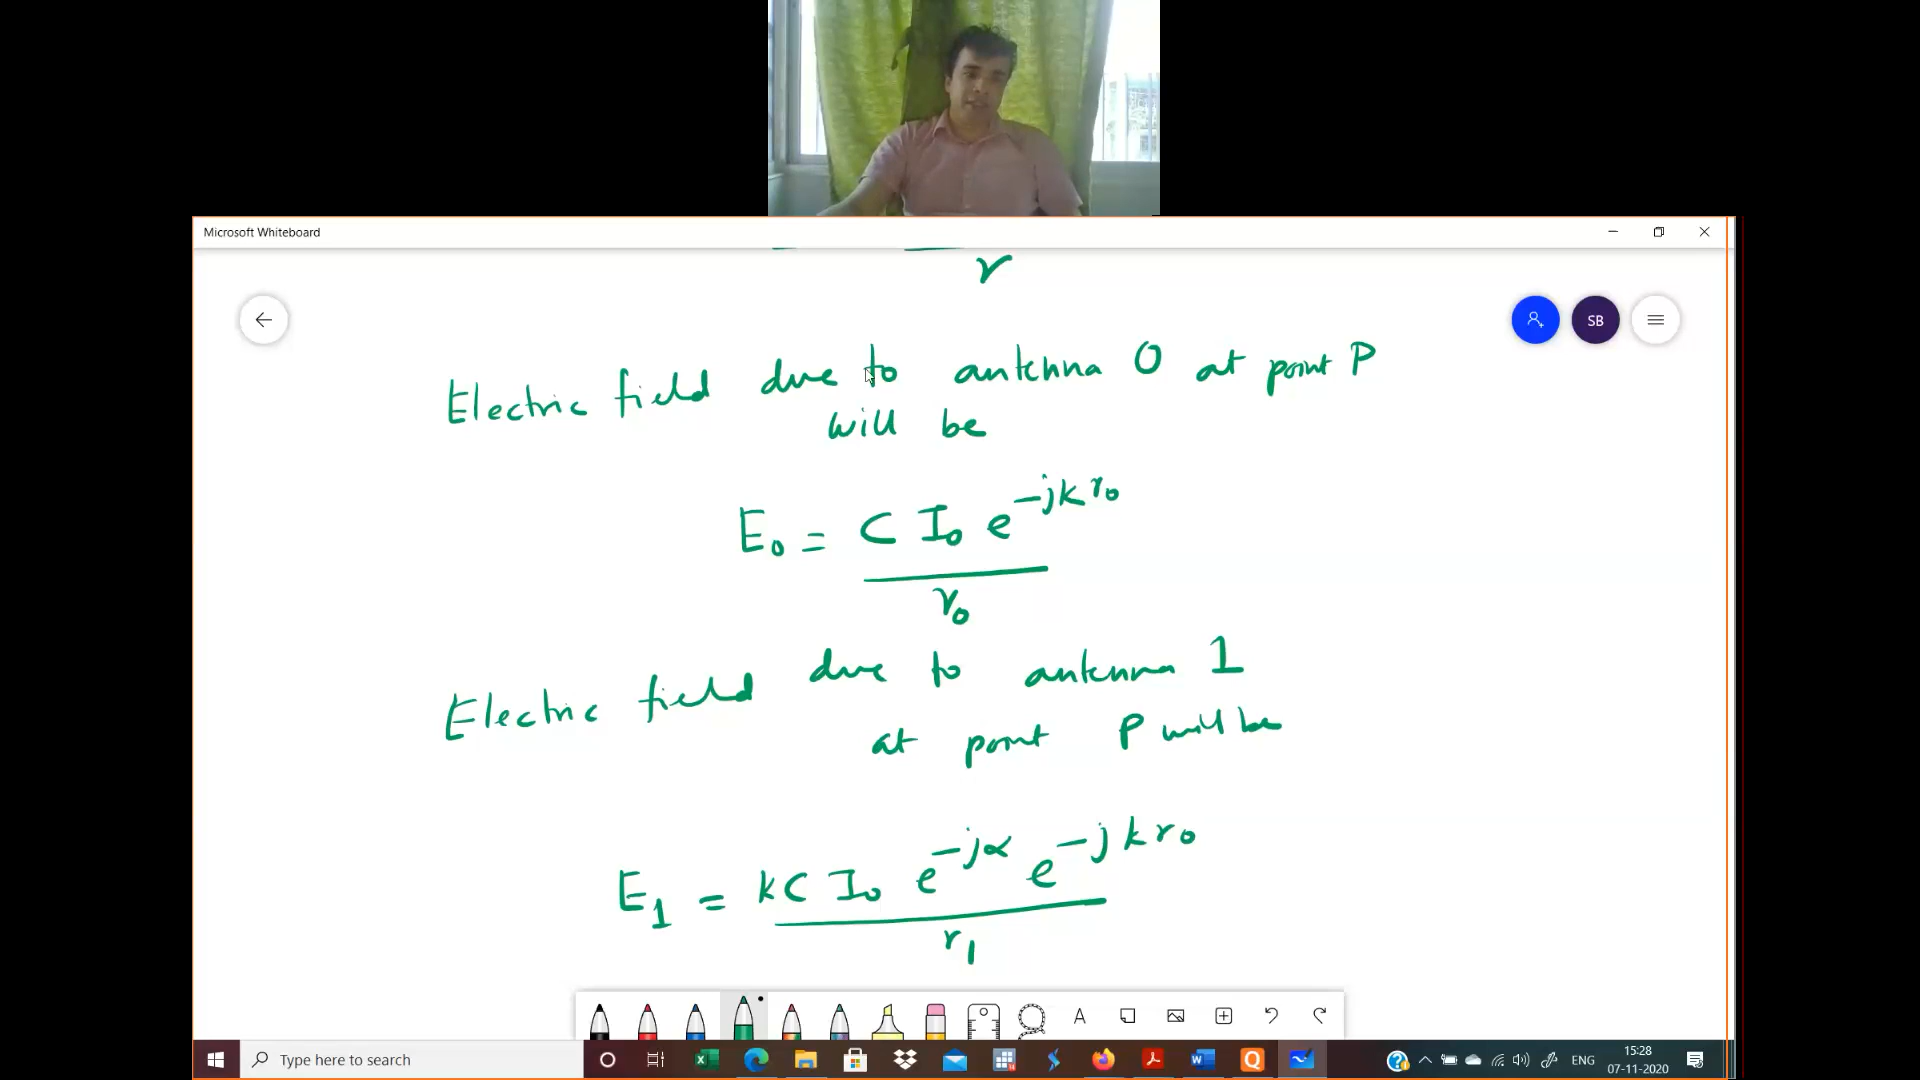 Microsoft Whiteboard
r
SB
Electric field due to antenna 0 at point P
will be
E₀ = C I₀ e^{-jkr₀}
r₀
Electric field due to antenna 1
at point P will be
E₁ = kC I₀ e^{-jα} e^{-jkr₀}
r₁
A
Type here to search
ENG
15:28
07-11-2020